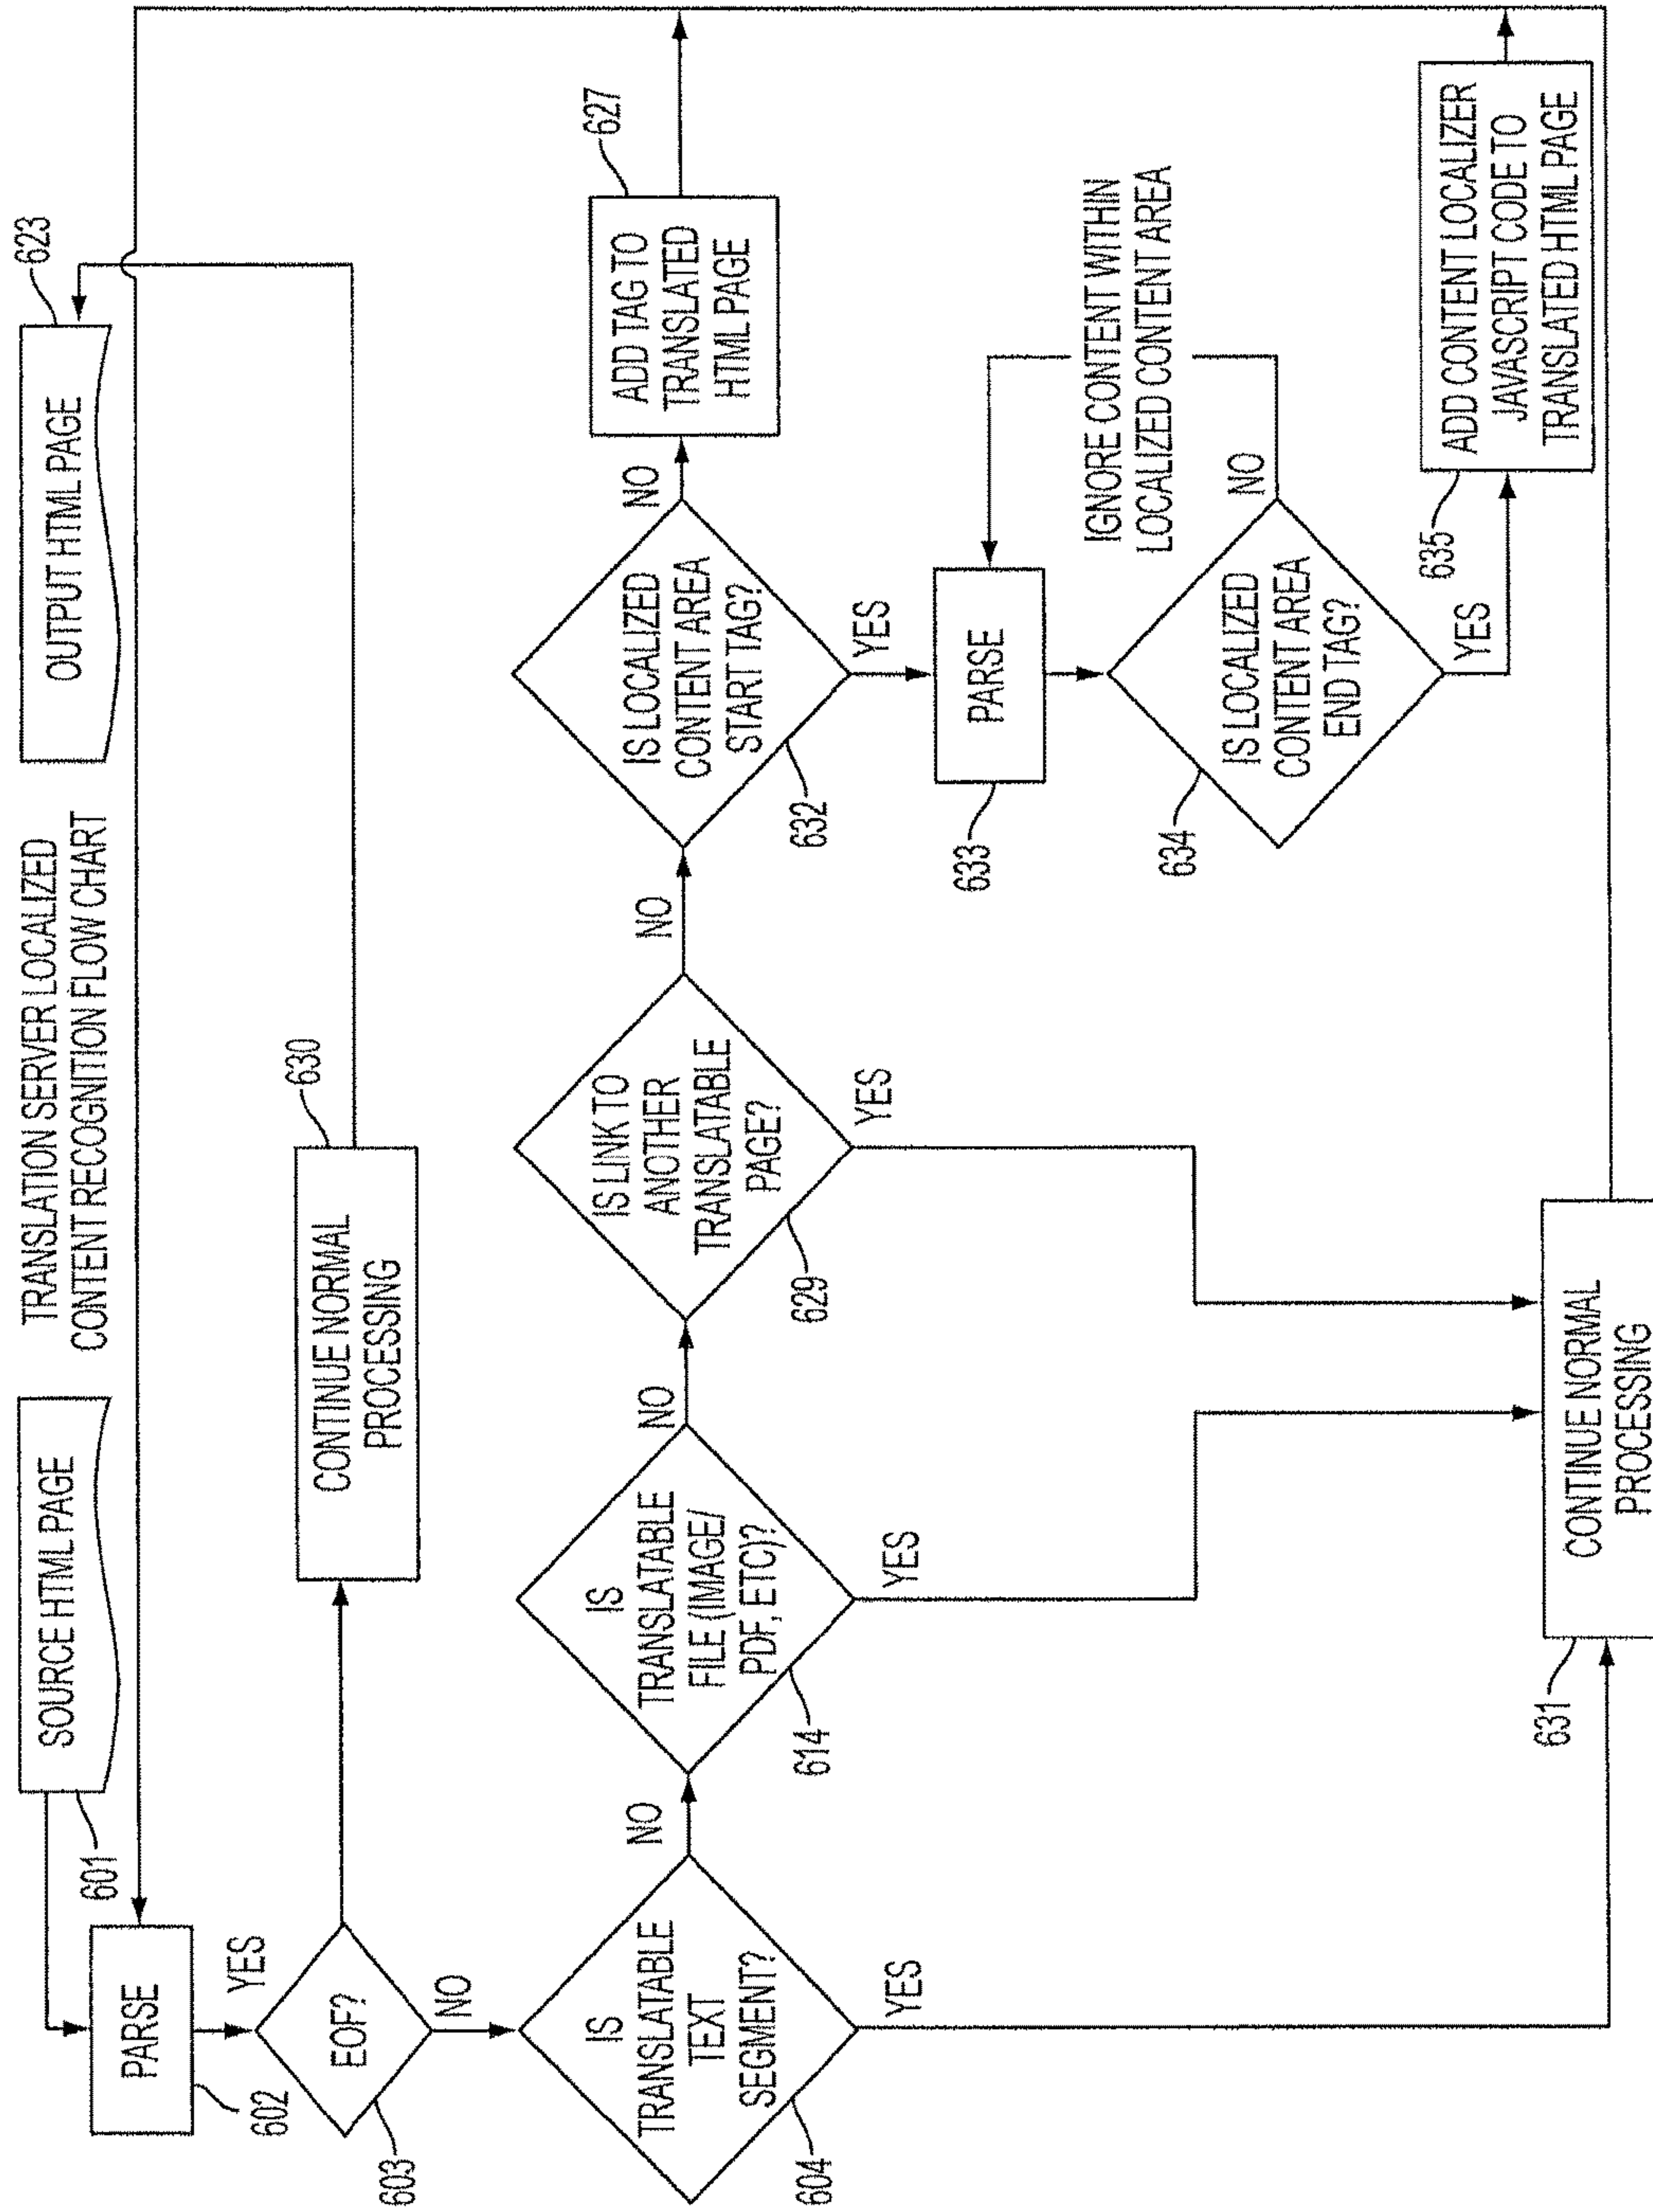 TRANSLATION SERVER LOCALIZED
CONTENT RECOGNITION FLOW CHART
SOURCE HTML PAGE
601
OUTPUT HTML PAGE
623
PARSE
602
YES
EOF?
603
NO
CONTINUE NORMAL
PROCESSING
630
IS
TRANSLATABLE
TEXT
SEGMENT?
604
NO
YES
IS
TRANSLATABLE
FILE (IMAGE/
PDF, ETC)?
614
NO
YES
IS LINK TO
ANOTHER
TRANSLATABLE
PAGE?
629
NO
YES
IS LOCALIZED
CONTENT AREA
START TAG?
632
NO
YES
ADD TAG TO
TRANSLATED
HTML PAGE
627
PARSE
633
IGNORE CONTENT WITHIN
LOCALIZED CONTENT AREA
IS LOCALIZED
CONTENT AREA
END TAG?
634
NO
YES
635
ADD CONTENT LOCALIZER
JAVASCRIPT CODE TO
TRANSLATED HTML PAGE
CONTINUE NORMAL
PROCESSING
631